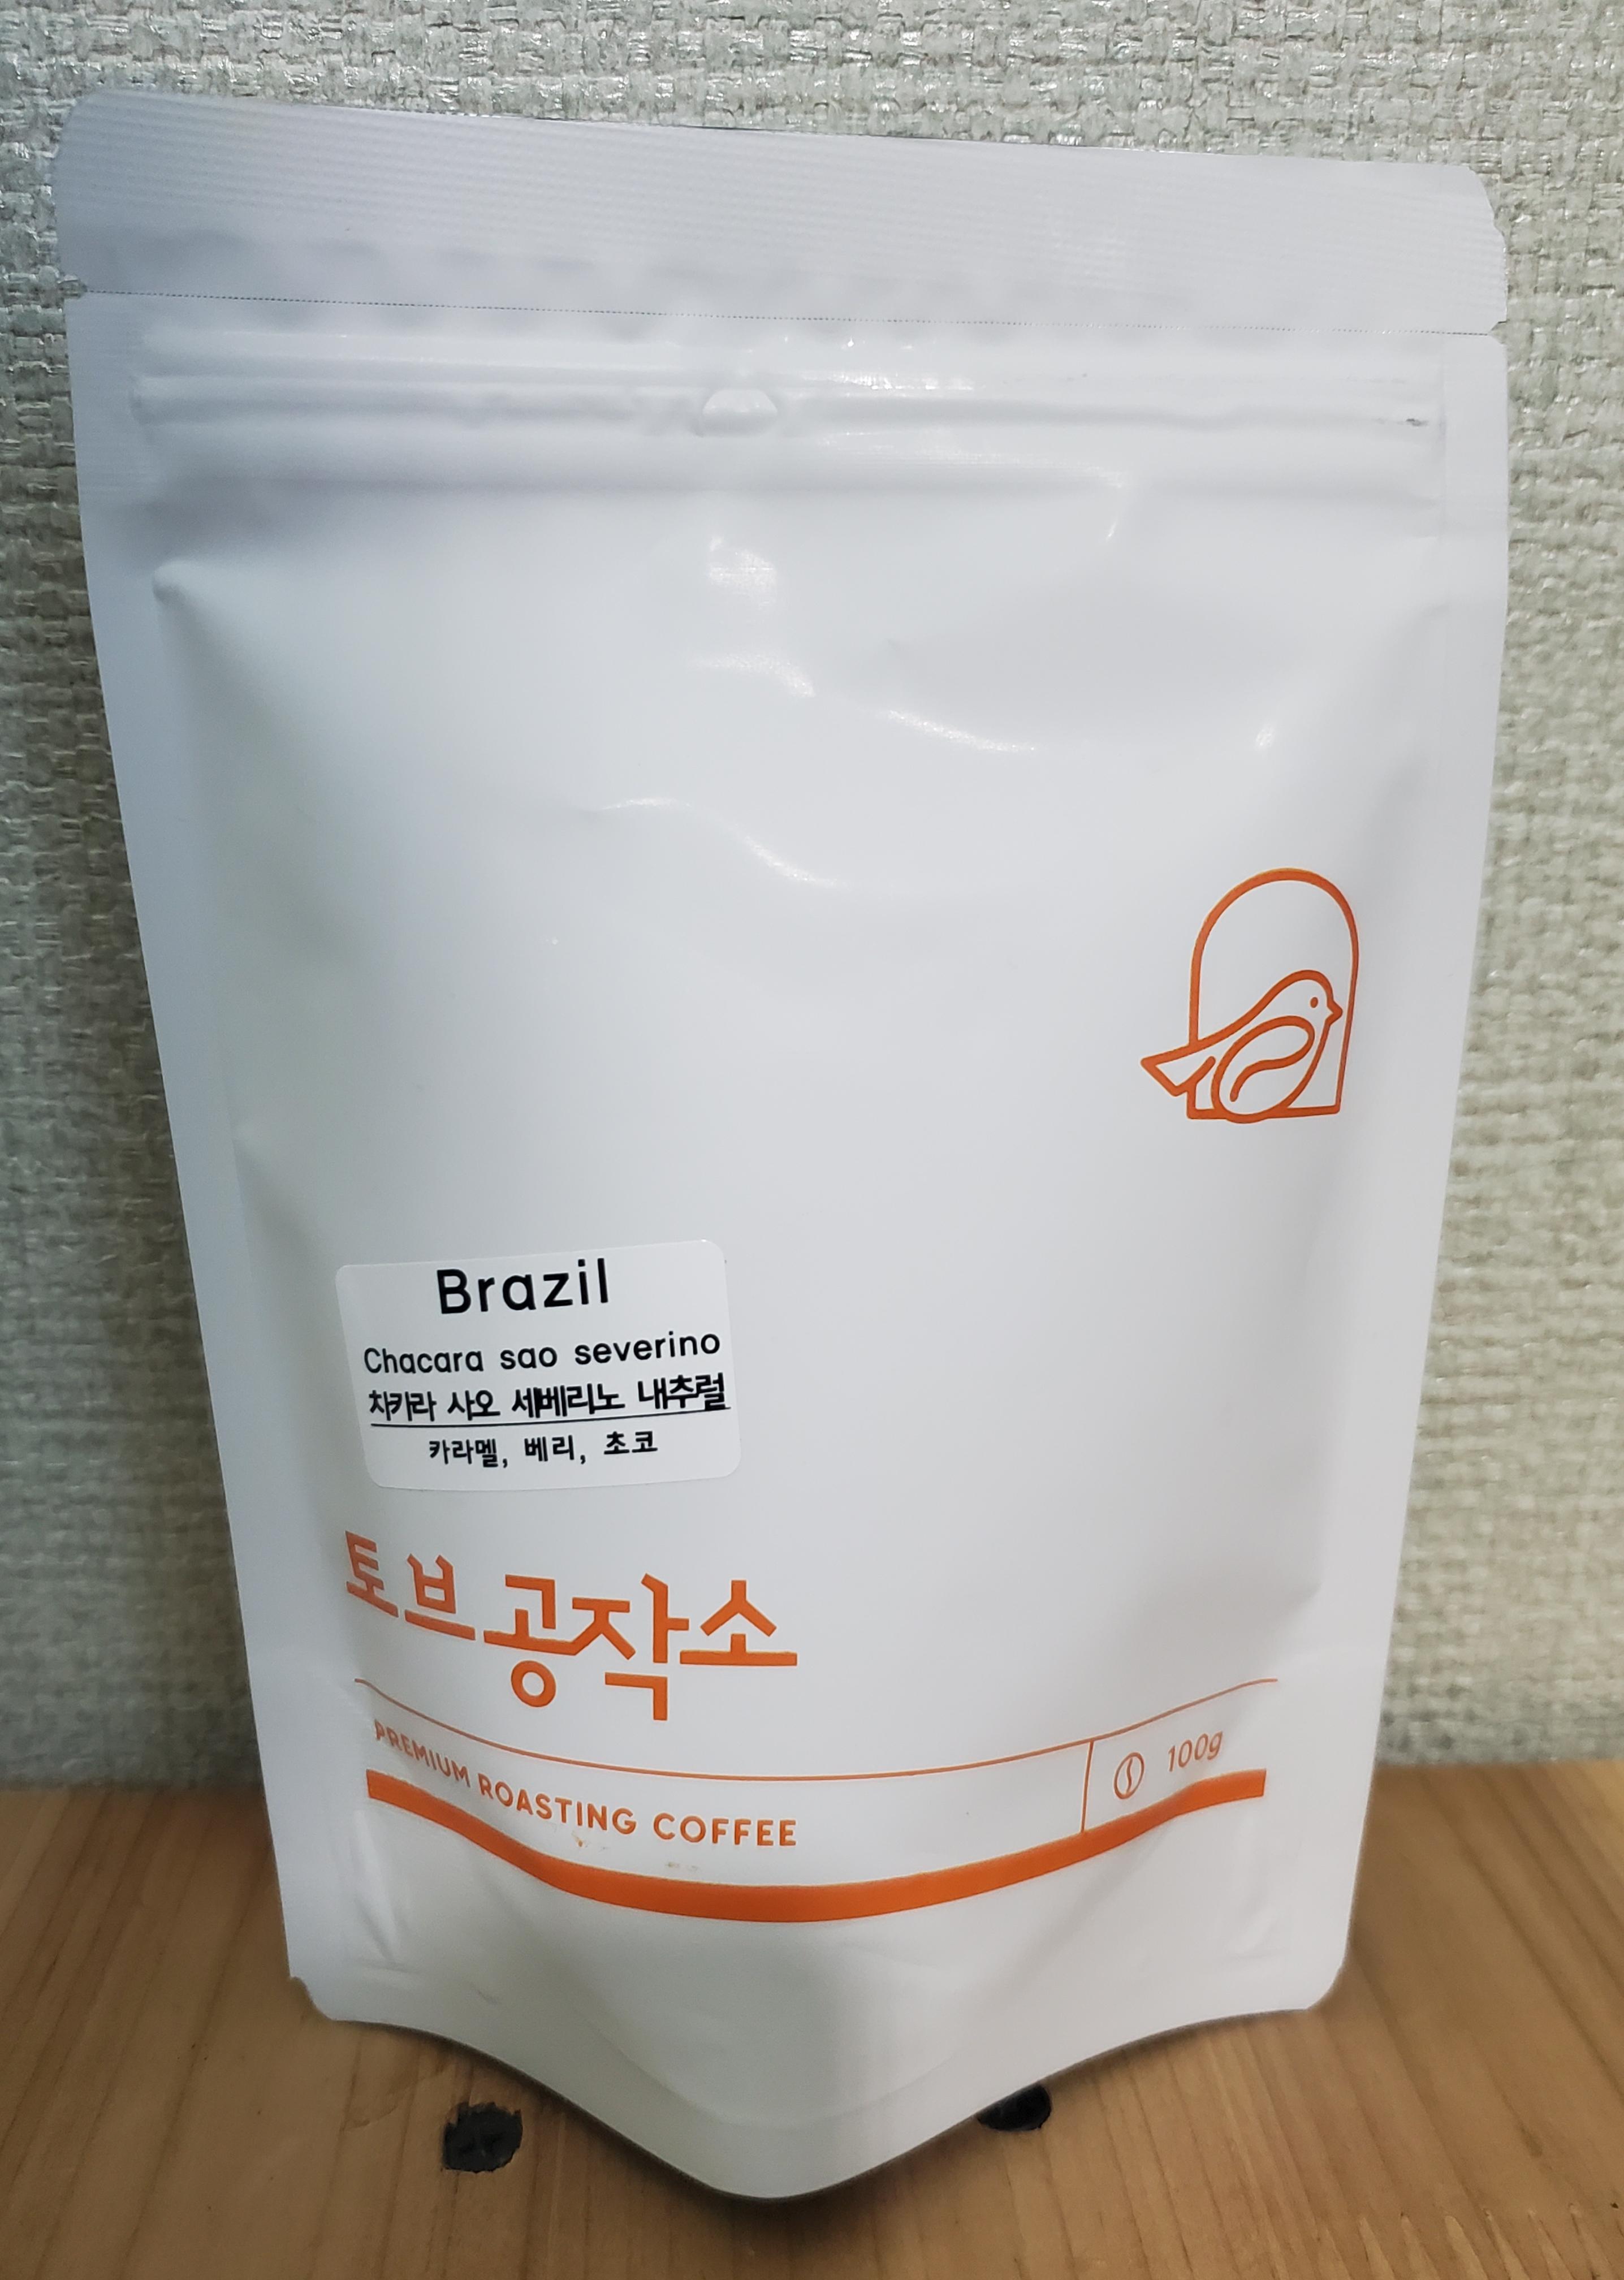 Brazil
Chacara sao severino
차카라 사오 세베리노 내추럴
카라멜, 베리, 초코
토브공작소
PREMIUM ROASTING COFFEE
100g